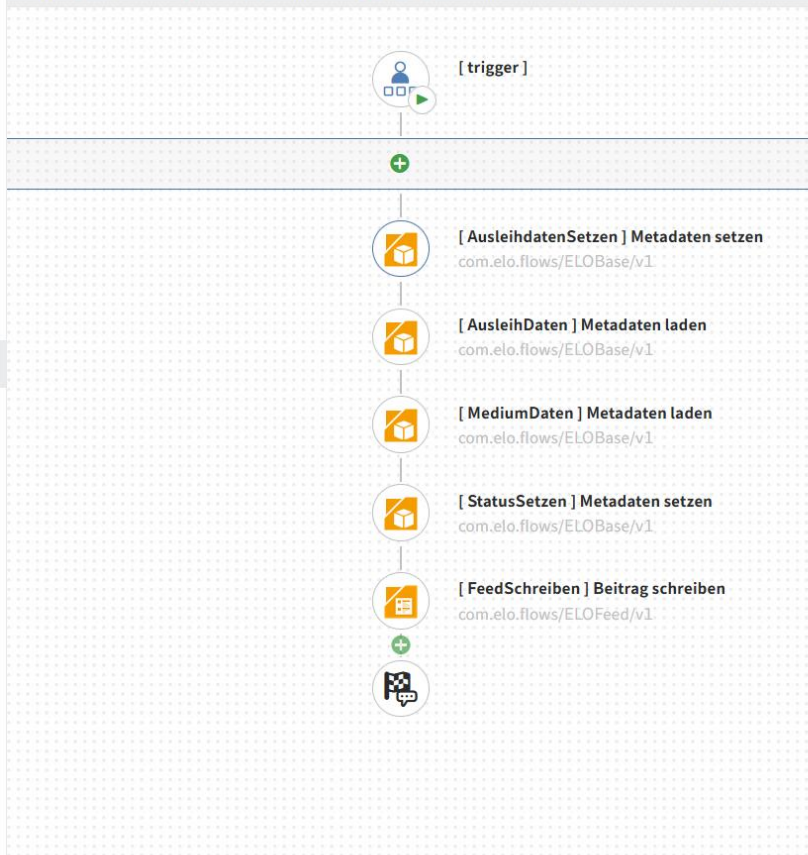 [ trigger ]
[ AusleihdatenSetzen ] Metadaten setzen
com.elo.flows/ELOBase/v1
[ AusleihDaten ] Metadaten laden
com.elo.flows/ELOBase/v1
[ MediumDaten ] Metadaten laden
com.elo.flows/ELOBase/v1
[ StatusSetzen ] Metadaten setzen
com.elo.flows/ELOBase/v1
[ FeedSchreiben ] Beitrag schreiben
com.elo.flows/ELOFeed/v1